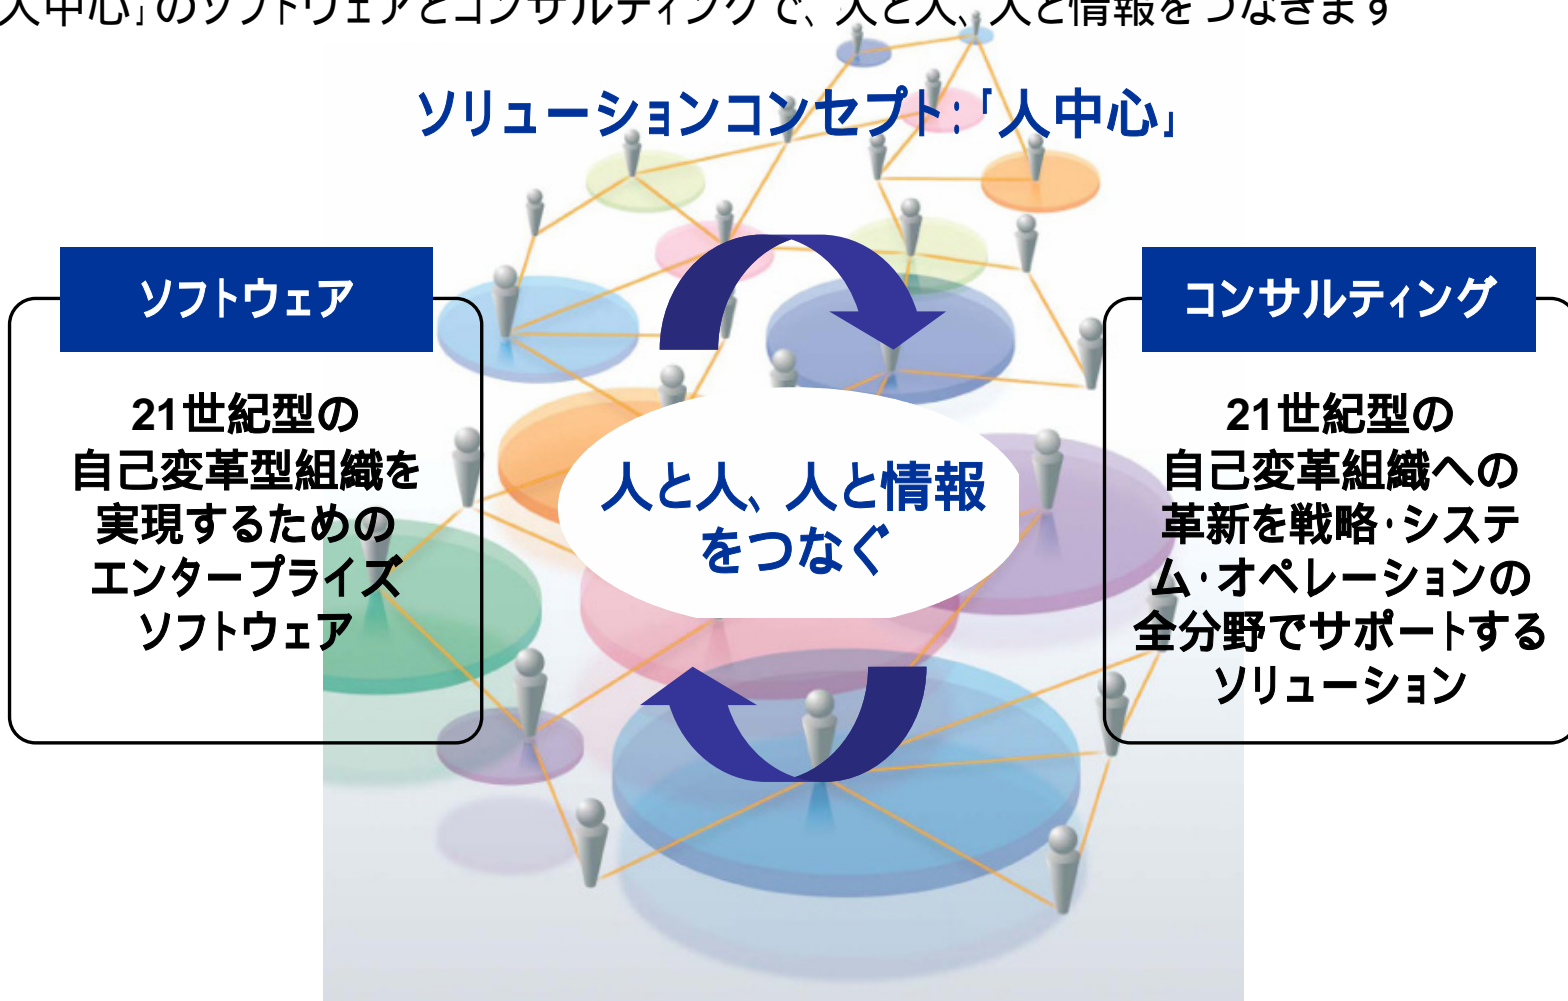 人中心」のソフトウェアとコンサルティングで、人と人、人と情報をつなぎます
ソリューションコンセプト:「人中心」
ソフトウェア
21世紀型の
自己変革型組織を
実現するための
エンタープライズ
ソフトウェア
人と人、人と情報
をつなぐ
コンサルティング
21世紀型の
自己変革組織への
革新を戦略・システ
ム・オペレーションの
全分野でサポートする
ソリューション